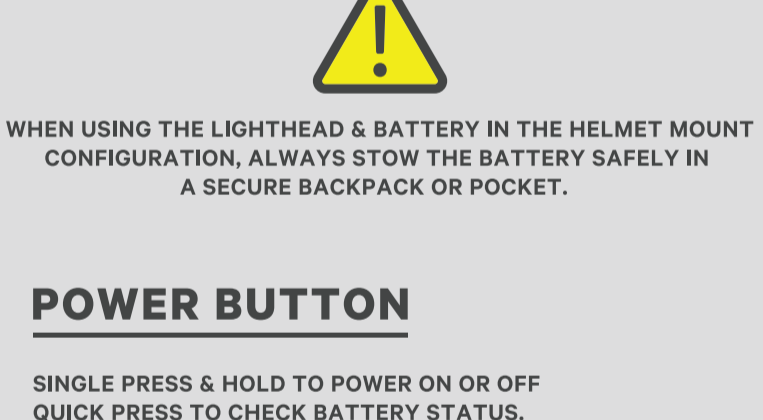 WHEN USING THE LIGHTHEAD & BATTERY IN THE HELMET MOUNT
CONFIGURATION, ALWAYS STOW THE BATTERY SAFELY IN
A SECURE BACKPACK OR POCKET.
POWER BUTTON
SINGLE PRESS & HOLD TO POWER ON OR OFF
QUICK PRESS TO CHECK BATTERY STATUS.